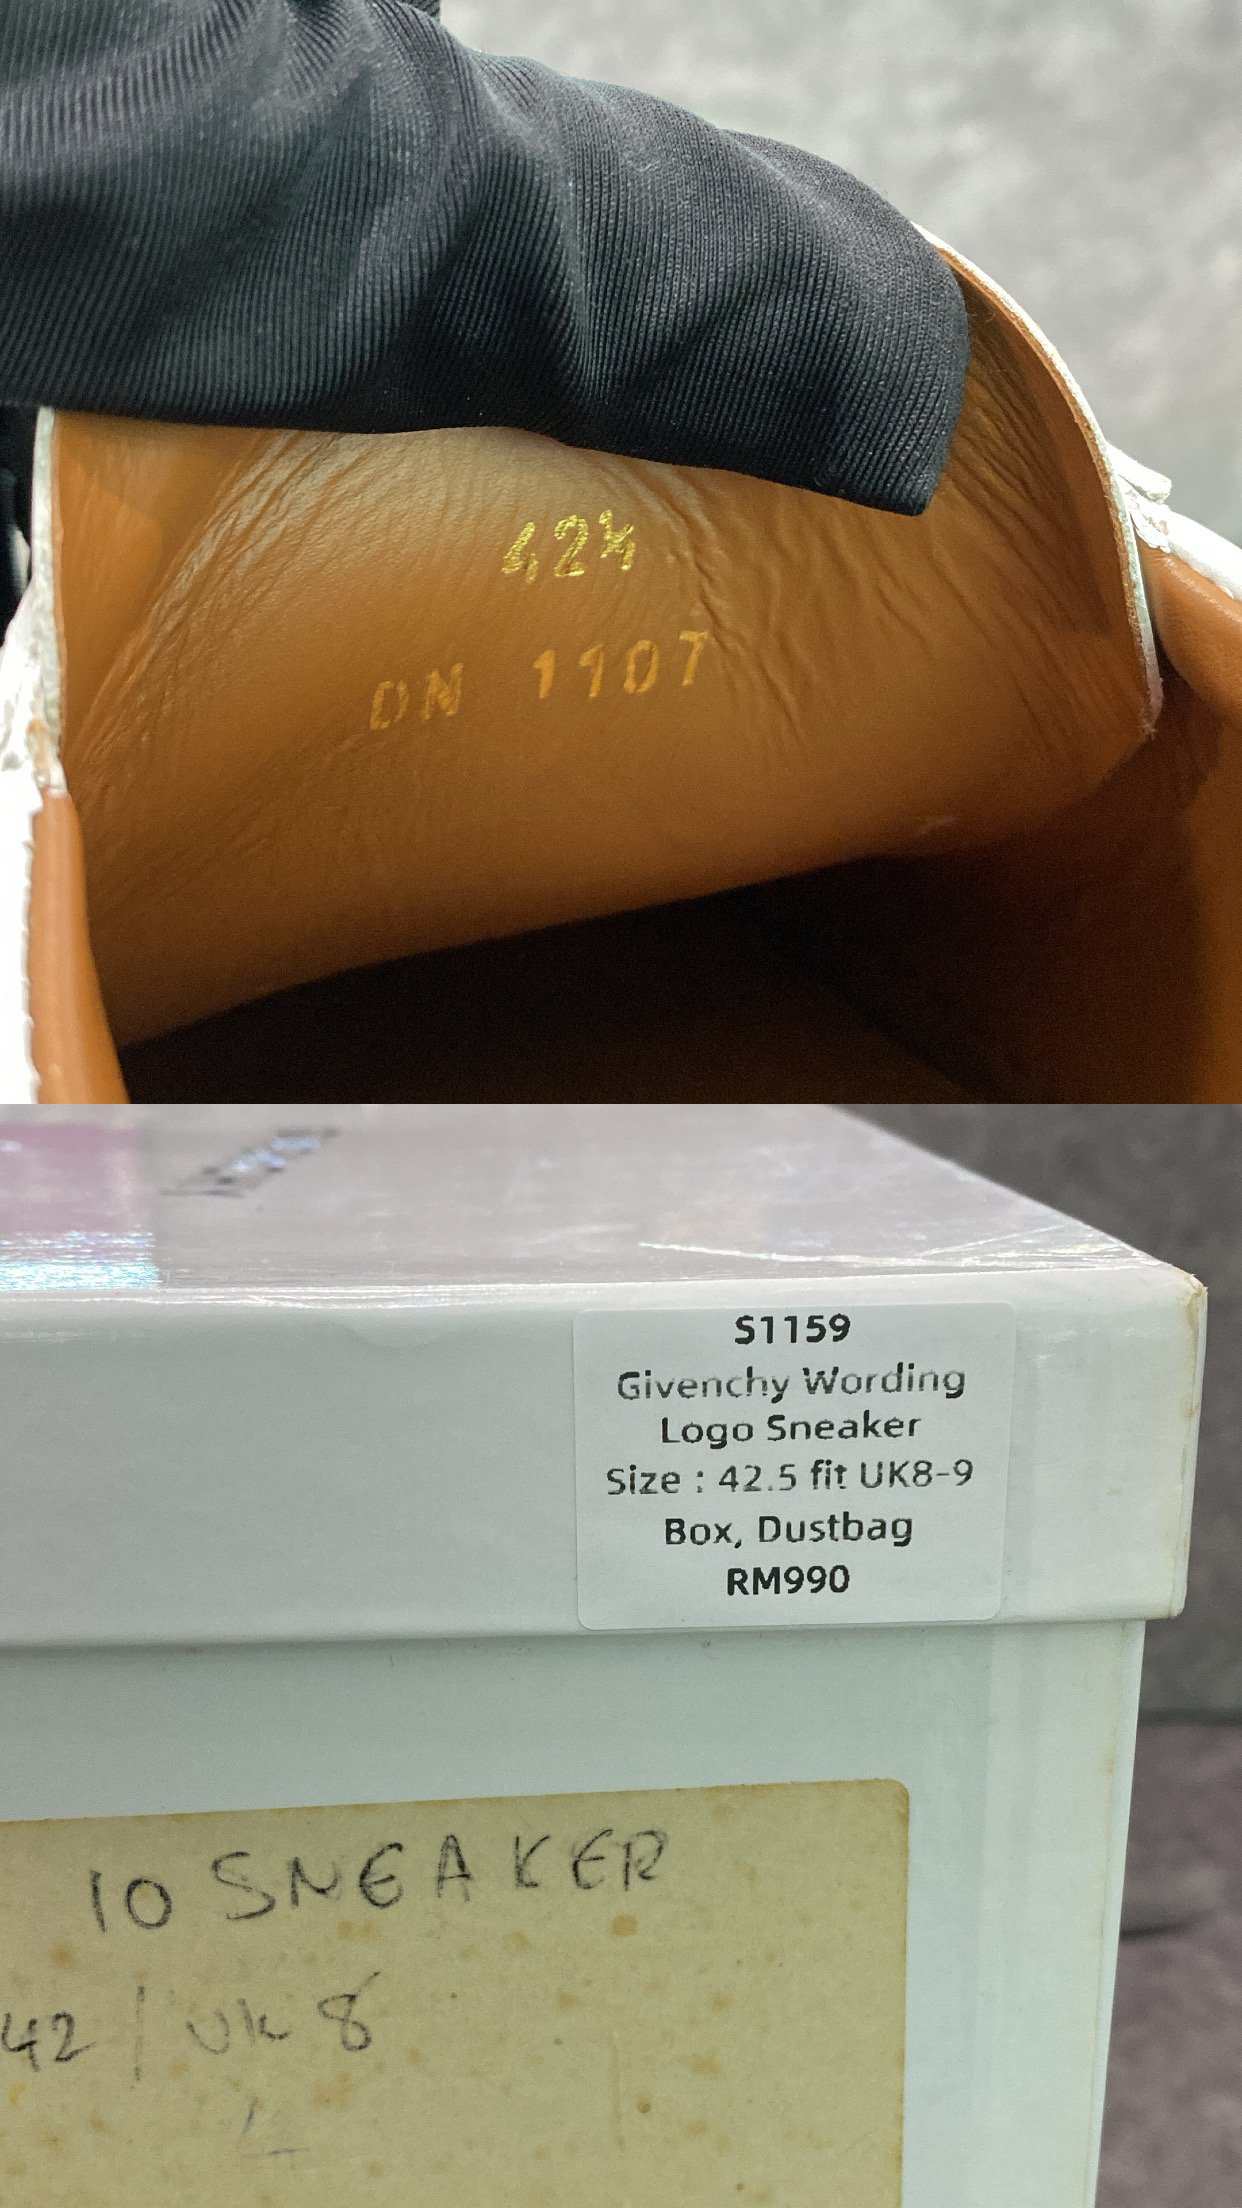 42½
DN 1107
S1159
Givenchy Wording
Logo Sneaker
Size : 42.5 fit UK8-9
Box, Dustbag
RM990
10 SNEAKER
42 / UK 8